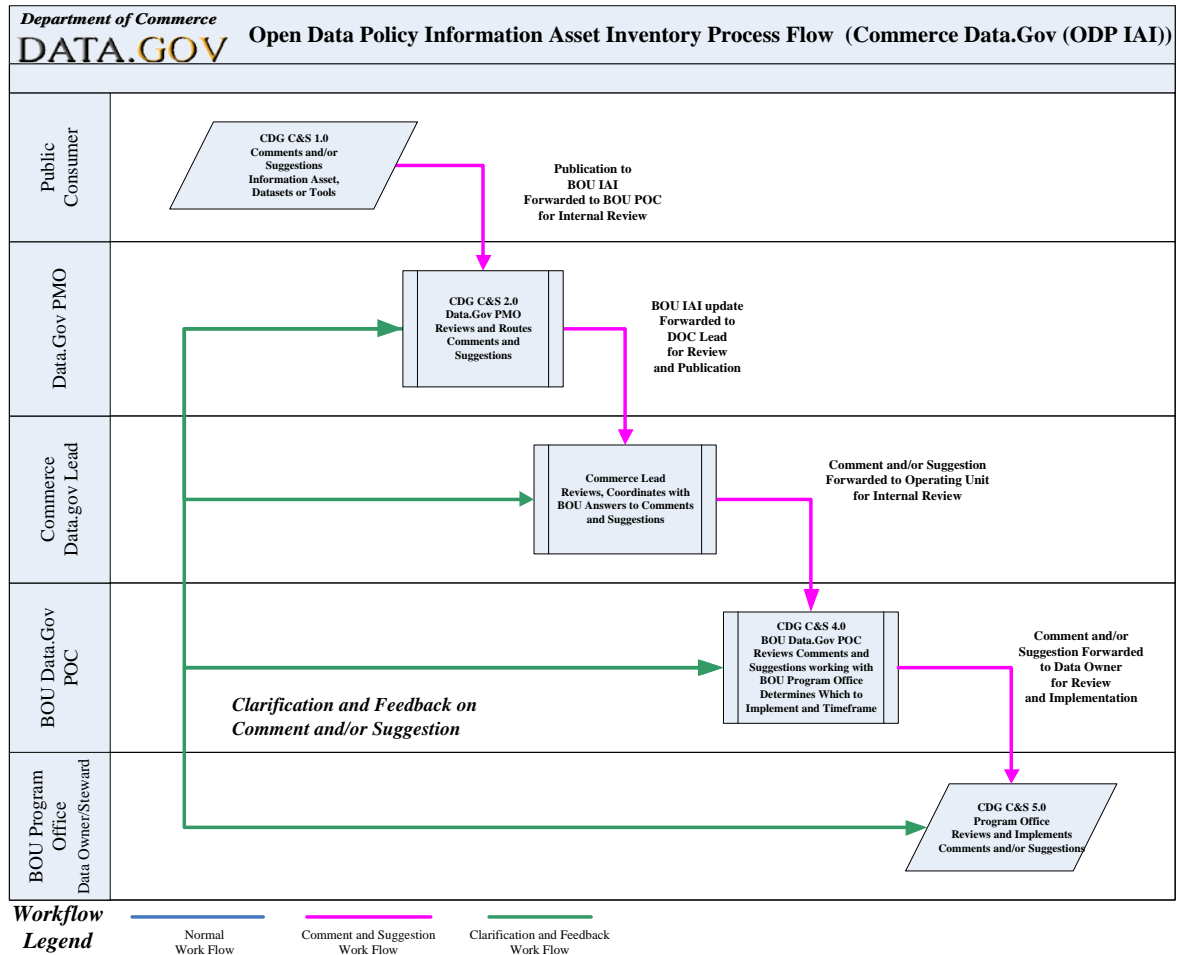 Department of Commerce
DATA.GOV
Open Data Policy Information Asset Inventory Process Flow (Commerce Data.Gov (ODP IAI))
Public
Consumer
CDG C&S 1.0
Comments and/or
Suggestions
Information Asset,
Datasets or Tools
Publication to
BOU IAI
Forwarded to BOU POC
for Internal Review
Data.Gov PMO
CDG C&S 2.0
Data.Gov PMO
Reviews and Routes
Comments and
Suggestions
BOU IAI update
Forwarded to
DOC Lead
for Review
and Publication
Commerce
Data.gov Lead
Commerce Lead
Reviews, Coordinates with
BOU Answers to Comments
and Suggestions
Comment and/or Suggestion
Forwarded to Operating Unit
for Internal Review
BOU Data.Gov
POC
CDG C&S 4.0
BOU Data.Gov POC
Reviews Comments and
Suggestions working with
BOU Program Office
Determines Which to
Implement and Timeframe
Comment and/or
Suggestion Forwarded
to Data Owner
for Review
and Implementation
Clarification and Feedback on
Comment and/or Suggestion
BOU Program
Office
Data Owner/Steward
CDG C&S 5.0
Program Office
Reviews and Implements
Comments and/or Suggestions
Workflow
Legend
Normal
Work Flow
Comment and Suggestion
Work Flow
Clarification and Feedback
Work Flow